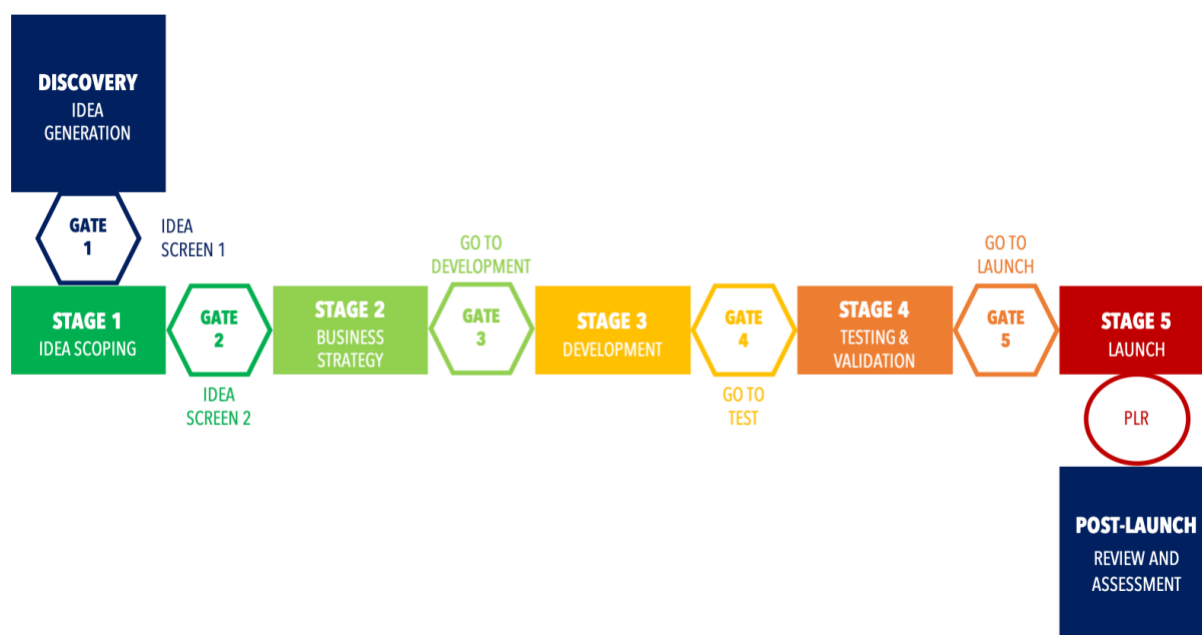 DISCOVERY
IDEA
GENERATION
GATE
1
IDEA
SCREEN 1
STAGE 1
IDEA SCOPING
GATE
2
IDEA
SCREEN 2
STAGE 2
BUSINESS
STRATEGY
GO TO
DEVELOPMENT
GATE
3
STAGE 3
DEVELOPMENT
GATE
4
GO TO
TEST
STAGE 4
TESTING &
VALIDATION
GO TO
LAUNCH
GATE
5
STAGE 5
LAUNCH
PLR
POST-LAUNCH
REVIEW AND
ASSESSMENT